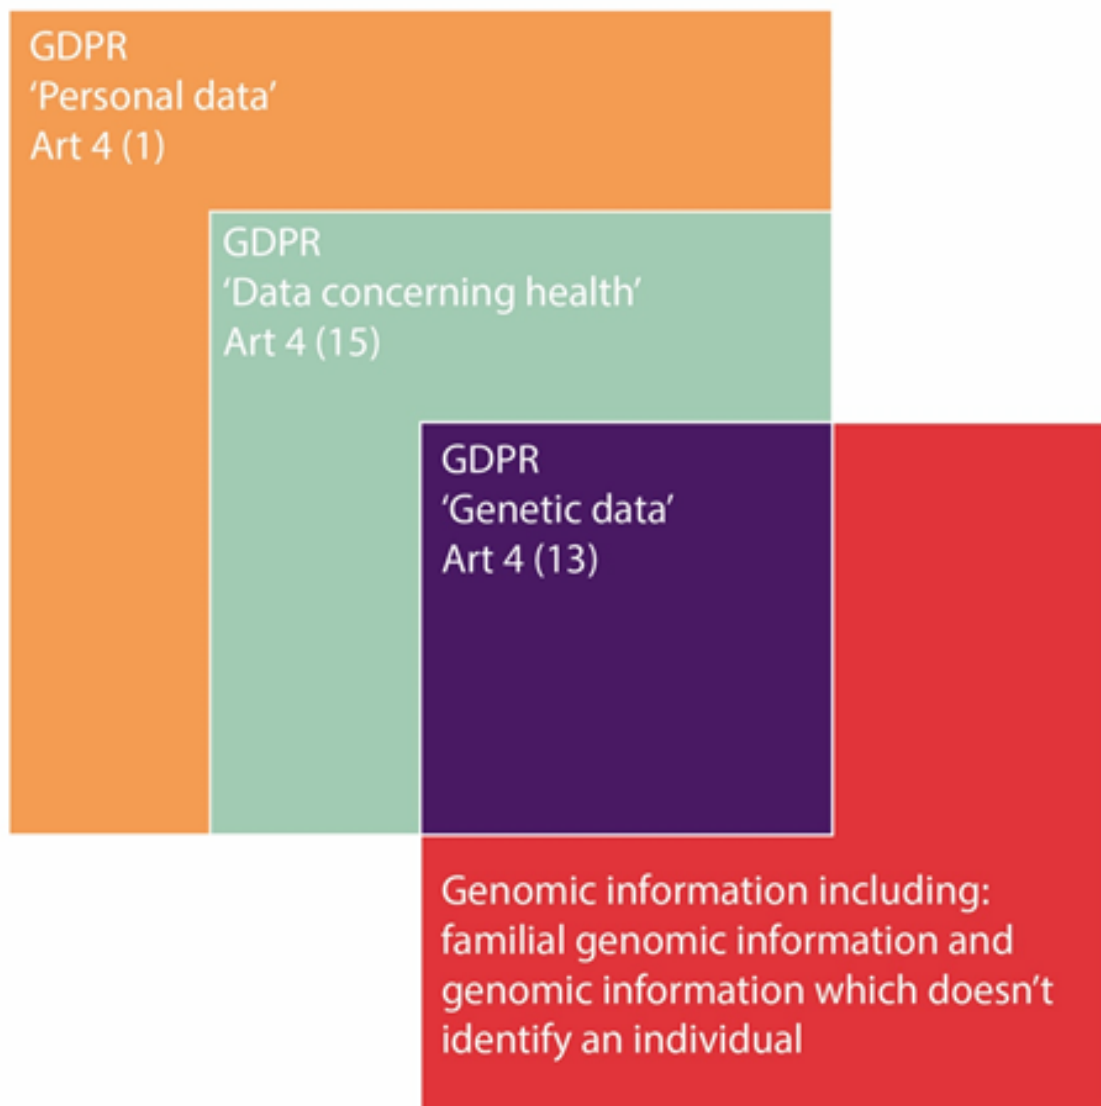 GDPR
‘Personal data’
Art 4 (1)
GDPR
‘Data concerning health’
Art 4 (15)
GDPR
‘Genetic data’
Art 4 (13)
Genomic information including:
familial genomic information and
genomic information which doesn’t
identify an individual